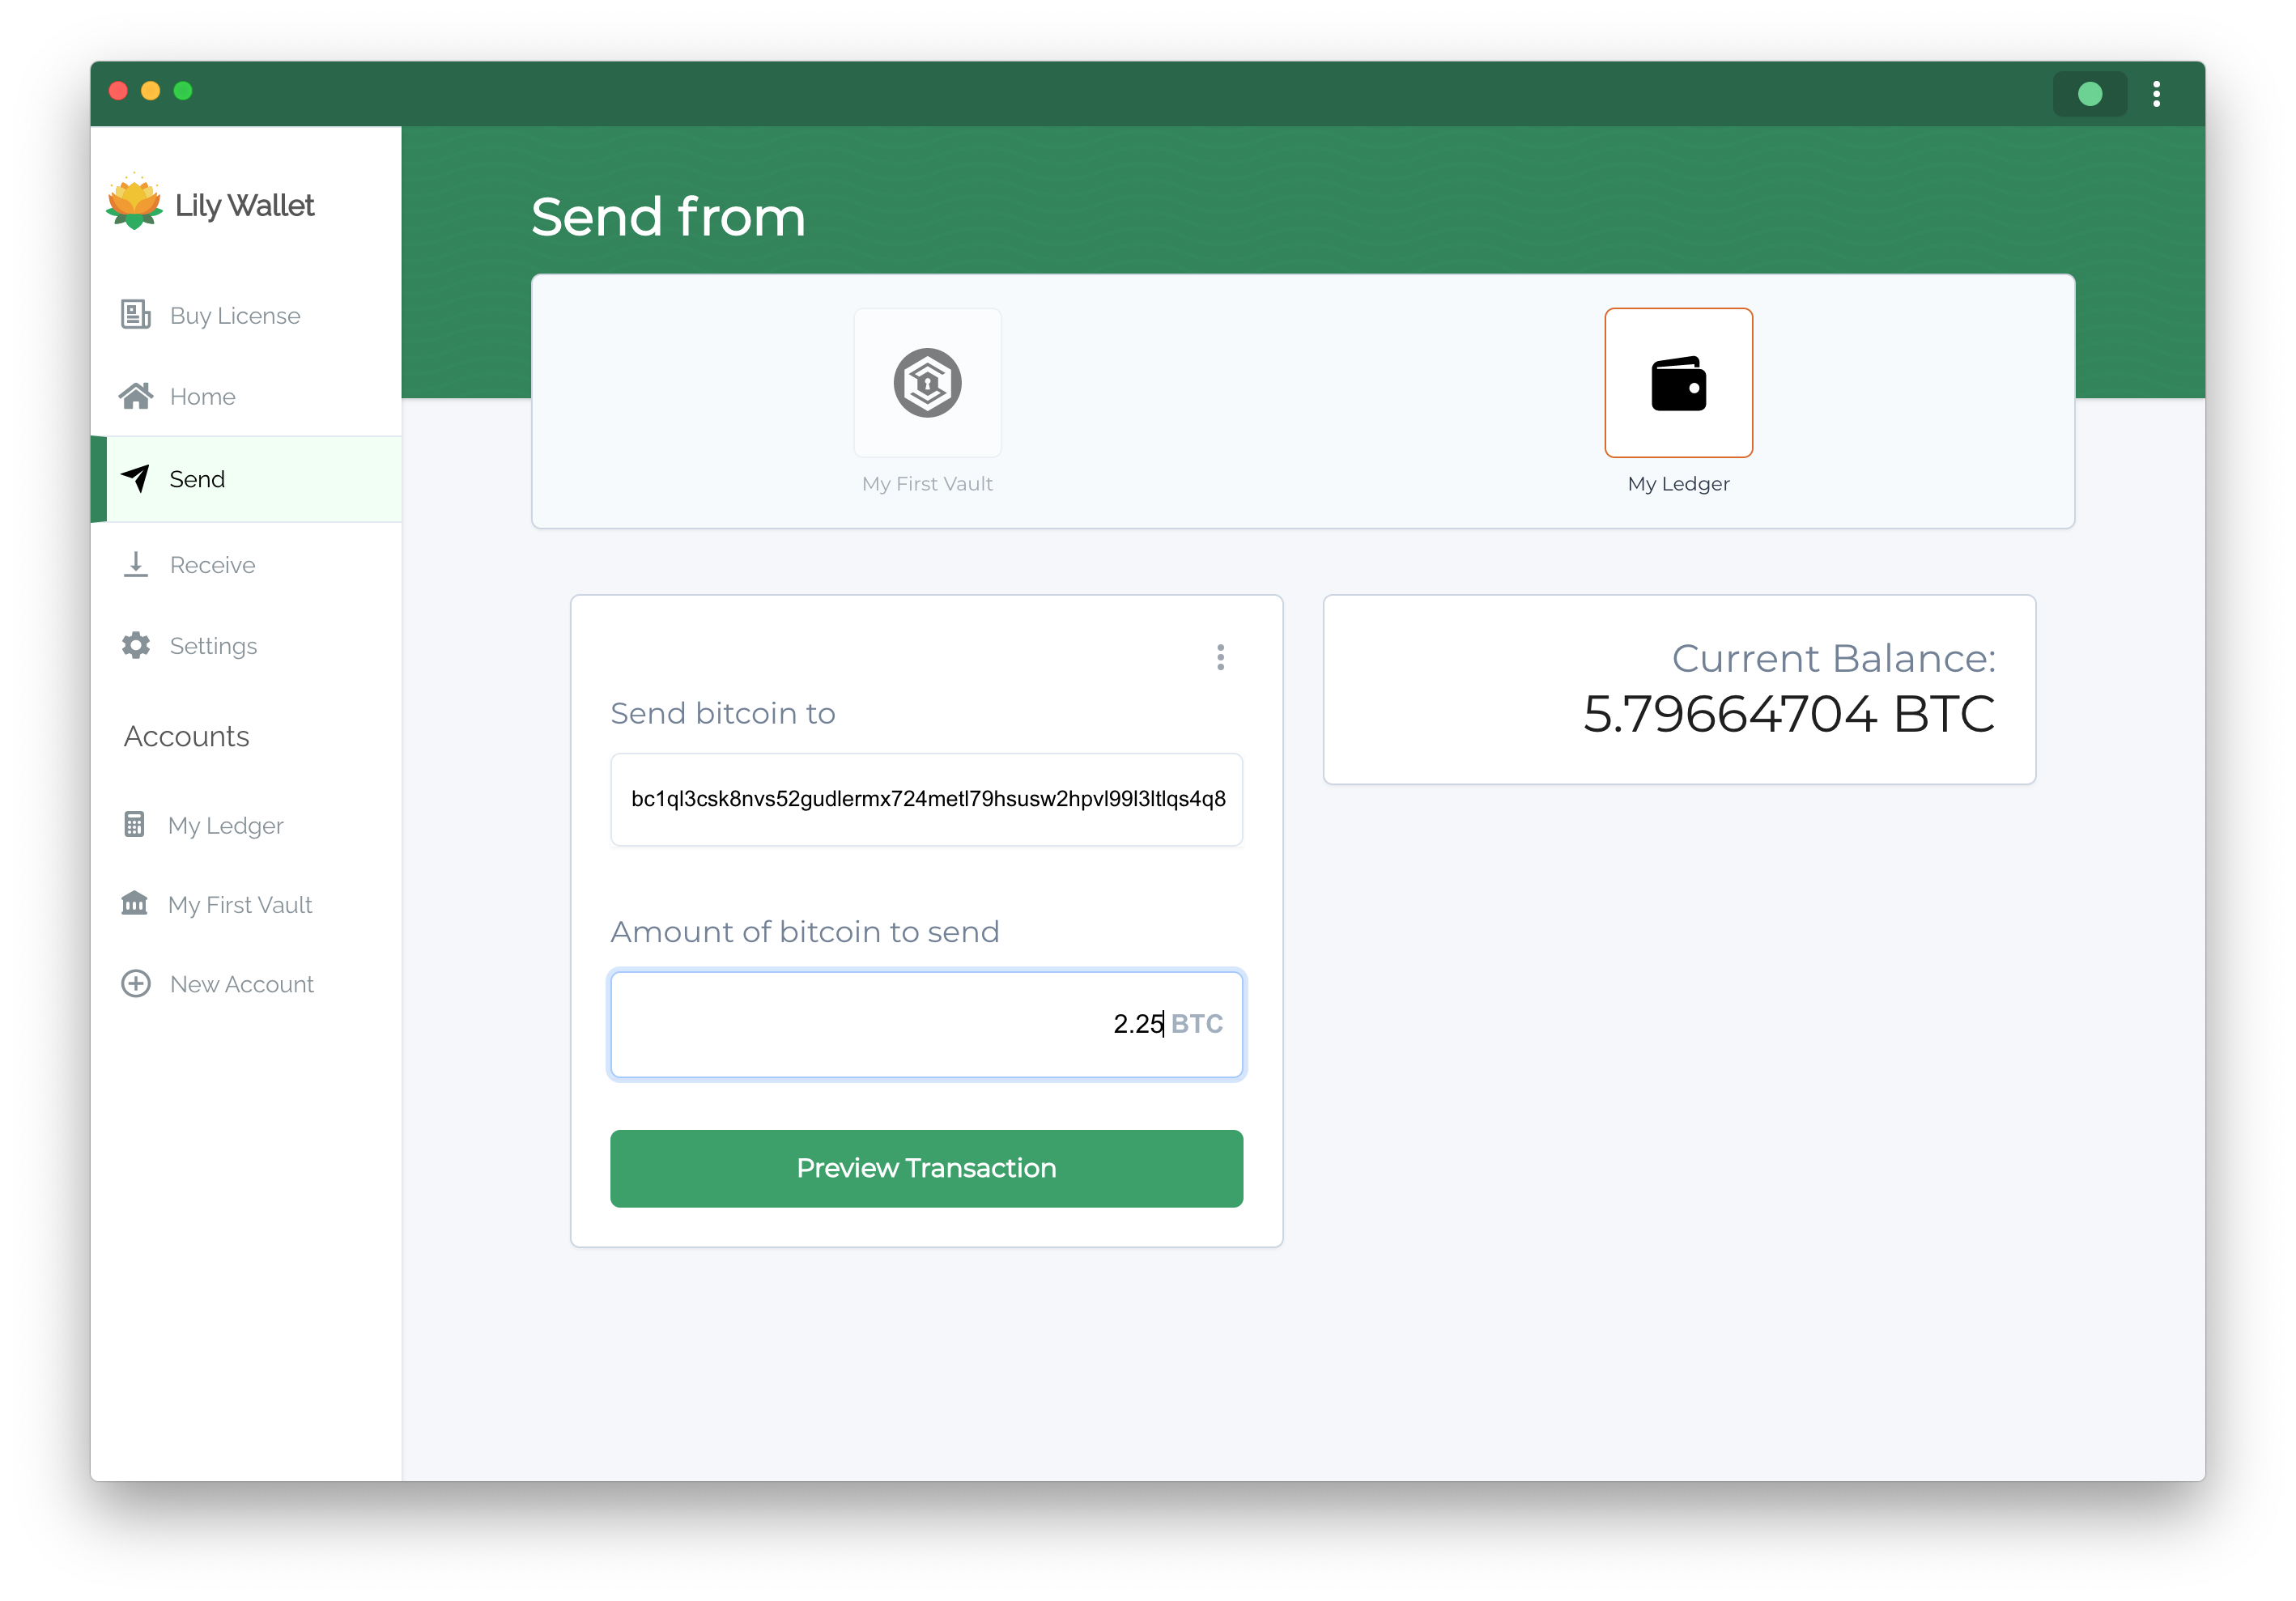 Lily Wallet
Buy License
Home
Send
Receive
Settings
Accounts
My Ledger
My First Vault
New Account
Send from
My First Vault
My Ledger
Send bitcoin to
bc1ql3csk8nvs52gudlermx724metl79hsusw2hpvl99l3ltlqs4q8
Amount of bitcoin to send
2.25 BTC
Preview Transaction
Current Balance:
5.79664704 BTC